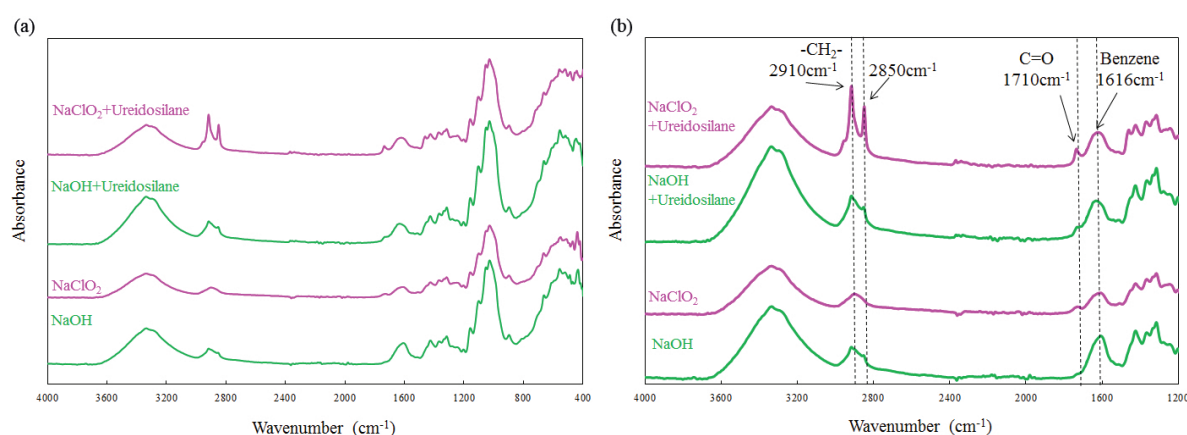 (a)
NaClO₂+Ureidosilane
NaOH+Ureidosilane
NaClO₂
NaOH
Absorbance
4000 3600 3200 2800 2400 2000 1600 1200 800 400
Wavenumber (cm⁻¹)
(b)
-CH₂-
2910cm⁻¹
2850cm⁻¹
C=O
1710cm⁻¹
Benzene
1616cm⁻¹
NaClO₂
+Ureidosilane
NaOH
+Ureidosilane
NaClO₂
NaOH
Absorbance
4000 3600 3200 2800 2400 2000 1600 1200
Wavenumber (cm⁻¹)